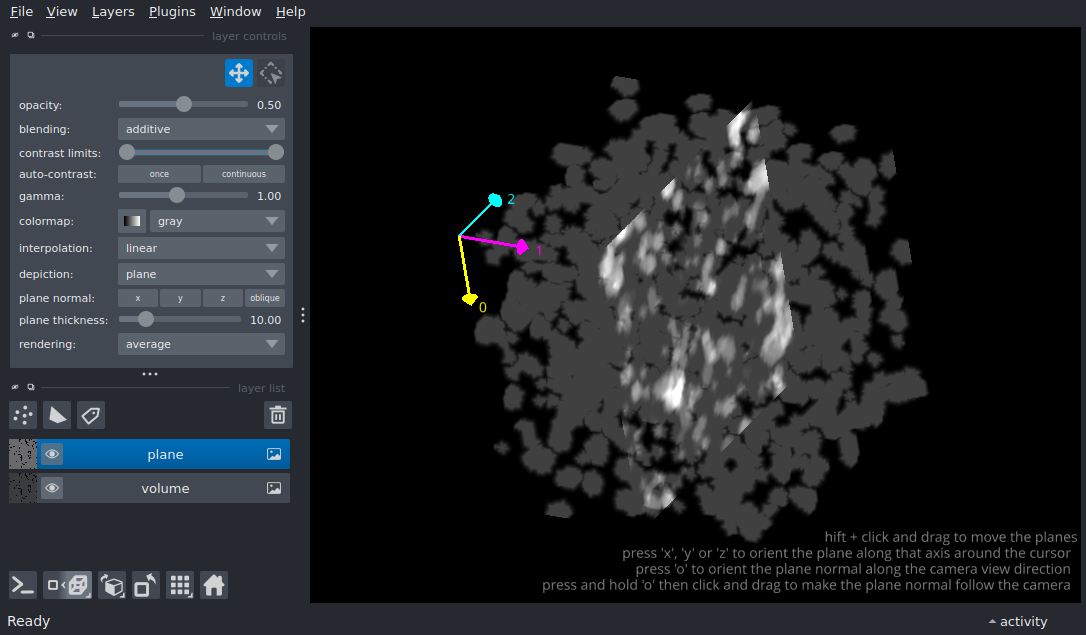 File View Layers Plugins Window Help
layer controls
opacity: 0.50
blending: additive
contrast limits:
auto-contrast: once continuous
gamma: 1.00
colormap: gray
interpolation: linear
depiction: plane
plane normal: x y z oblique
plane thickness: 10.00
rendering: average
layer list
plane
volume
2
1
0
hift + click and drag to move the planes
press 'x', 'y' or 'z' to orient the plane along that axis around the cursor
press 'o' to orient the plane normal along the camera view direction
press and hold 'o' then click and drag to make the plane normal follow the camera
Ready
activity